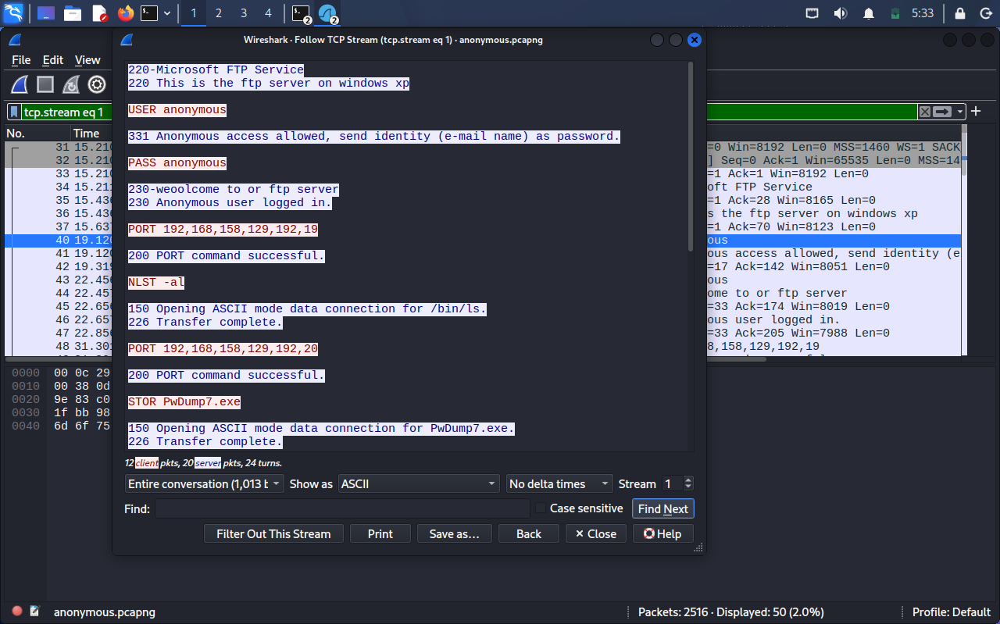 1 2 3 4 2 2 5:33
Wireshark · Follow TCP Stream (tcp.stream eq 1) · anonymous.pcapng
File Edit View
tcp.stream eq 1
No. Time
31 15.210
32 15.210
33 15.210
34 15.211
35 15.436
36 15.436
37 15.637
40 19.120
41 19.120
42 19.319
43 22.456
44 22.457
45 22.656
46 22.657
47 22.856
48 31.301
220-Microsoft FTP Service
220 This is the ftp server on windows xp
USER anonymous
331 Anonymous access allowed, send identity (e-mail name) as password.
PASS anonymous
230-weoolcome to or ftp server
230 Anonymous user logged in.
PORT 192,168,158,129,192,19
200 PORT command successful.
NLST -al
150 Opening ASCII mode data connection for /bin/ls.
226 Transfer complete.
PORT 192,168,158,129,192,20
200 PORT command successful.
STOR PwDump7.exe
150 Opening ASCII mode data connection for PwDump7.exe.
226 Transfer complete.
=0 Win=8192 Len=0 MSS=1460 WS=1 SACK
] Seq=0 Ack=1 Win=65535 Len=0 MSS=14
=1 Ack=1 Win=8192 Len=0
oft FTP Service
=1 Ack=28 Win=8165 Len=0
s the ftp server on windows xp
=1 Ack=70 Win=8123 Len=0
ous
ous access allowed, send identity (e
=17 Ack=142 Win=8051 Len=0
ous
ome to or ftp server
=33 Ack=174 Win=8019 Len=0
ous user logged in.
=33 Ack=205 Win=7988 Len=0
8,158,129,192,19
0000 00 0c 29
0010 00 38 0d
0020 9e 83 c0
0030 1f bb 98
0040 6d 6f 75
12 client pkts, 20 server pkts, 24 turns.
Entire conversation (1,013 b Show as ASCII No delta times Stream 1
Find: Case sensitive Find Next
Filter Out This Stream Print Save as… Back Close Help
anonymous.pcapng Packets: 2516 · Displayed: 50 (2.0%) Profile: Default